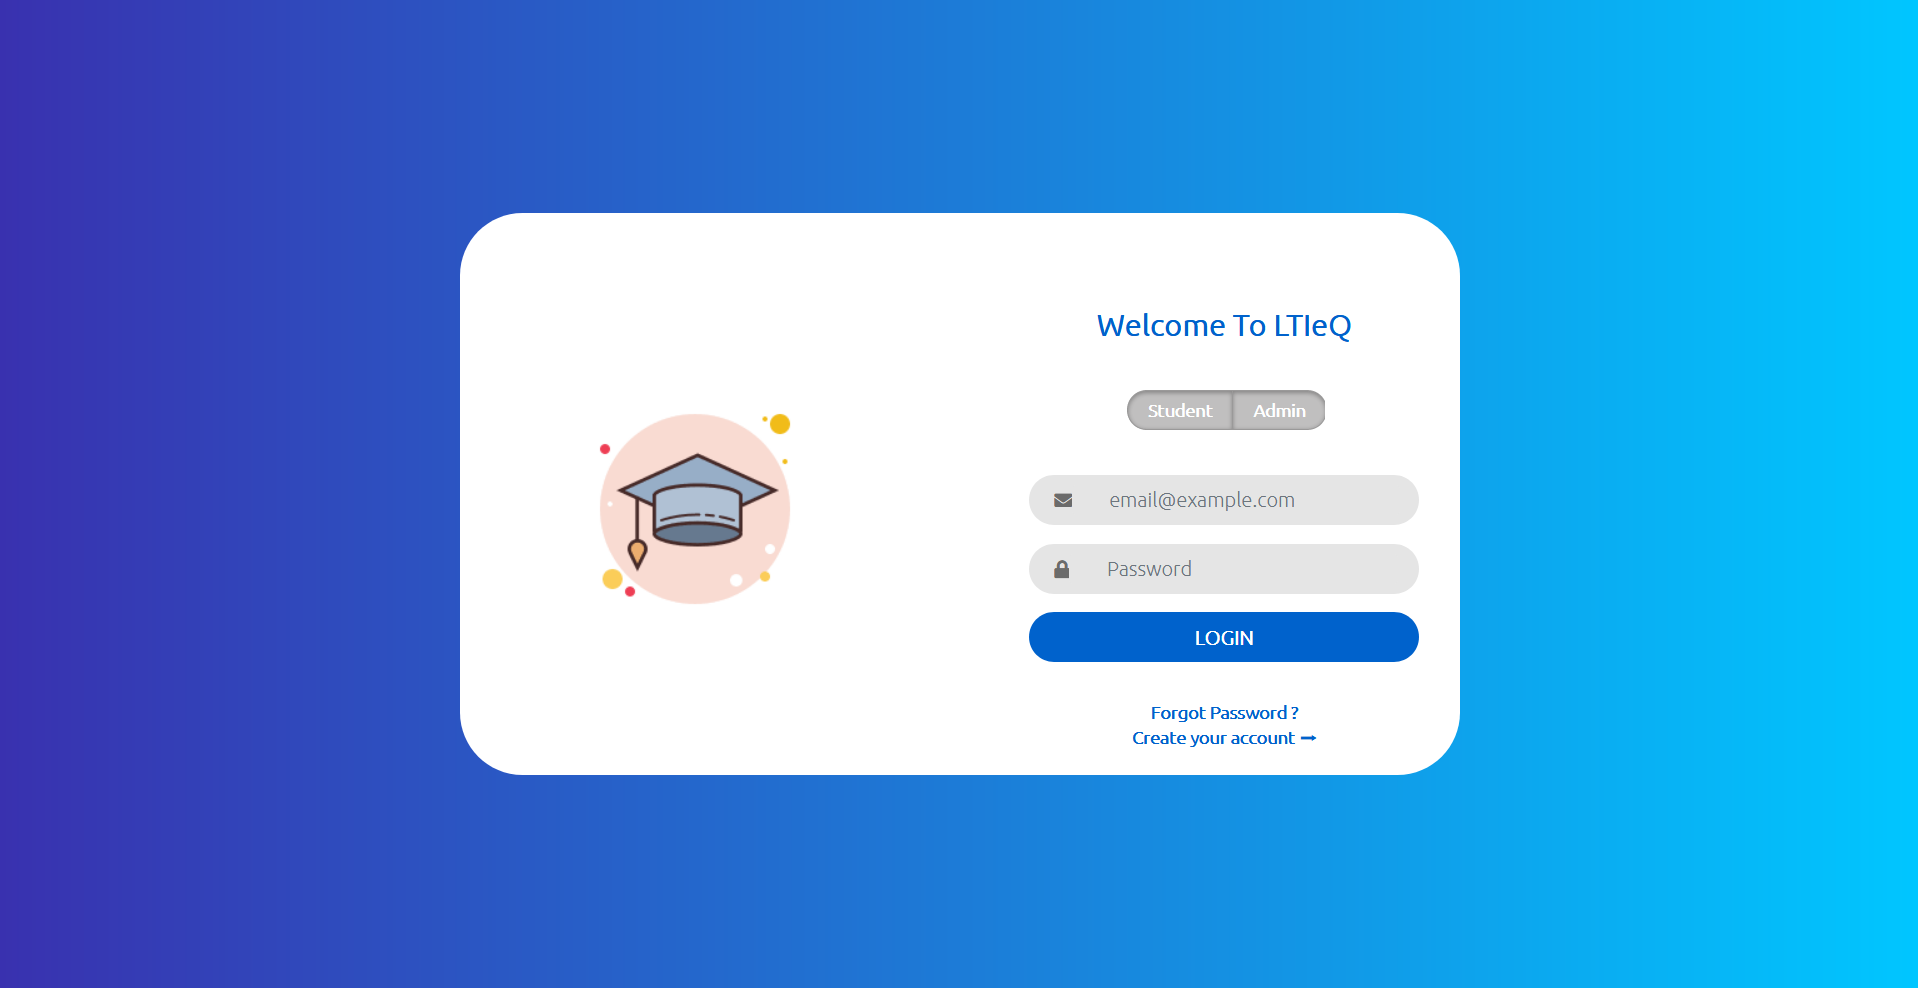 Welcome To LTIeQ
Student Admin
email@example.com
Password
LOGIN
Forgot Password ?
Create your account